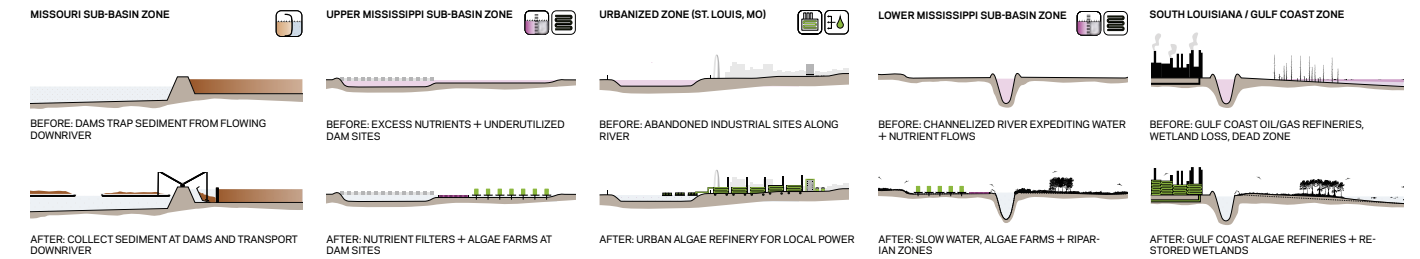 MISSOURI SUB-BASIN ZONE
BEFORE: DAMS TRAP SEDIMENT FROM FLOWING
DOWNRIVER
AFTER: COLLECT SEDIMENT AT DAMS AND TRANSPORT
DOWNRIVER
UPPER MISSISSIPPI SUB-BASIN ZONE
BEFORE: EXCESS NUTRIENTS + UNDERUTILIZED
DAM SITES
AFTER: NUTRIENT FILTERS + ALGAE FARMS AT
DAM SITES
URBANIZED ZONE (ST. LOUIS, MO)
BEFORE: ABANDONED INDUSTRIAL SITES ALONG
RIVER
AFTER: URBAN ALGAE REFINERY FOR LOCAL POWER
LOWER MISSISSIPPI SUB-BASIN ZONE
BEFORE: CHANNELIZED RIVER EXPEDITING WATER
+ NUTRIENT FLOWS
AFTER: SLOW WATER, ALGAE FARMS + RIPAR-
IAN ZONES
SOUTH LOUISIANA / GULF COAST ZONE
BEFORE: GULF COAST OIL/GAS REFINERIES,
WETLAND LOSS, DEAD ZONE
AFTER: GULF COAST ALGAE REFINERIES + RE-
STORED WETLANDS